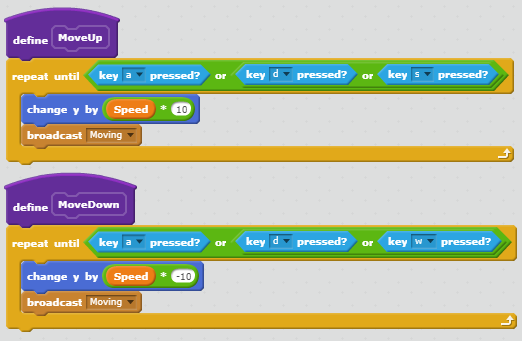 define MoveUp
repeat until key a pressed? or key d pressed? or key s pressed?
change y by Speed * 10
broadcast Moving
define MoveDown
repeat until key a pressed? or key d pressed? or key w pressed?
change y by Speed * -10
broadcast Moving